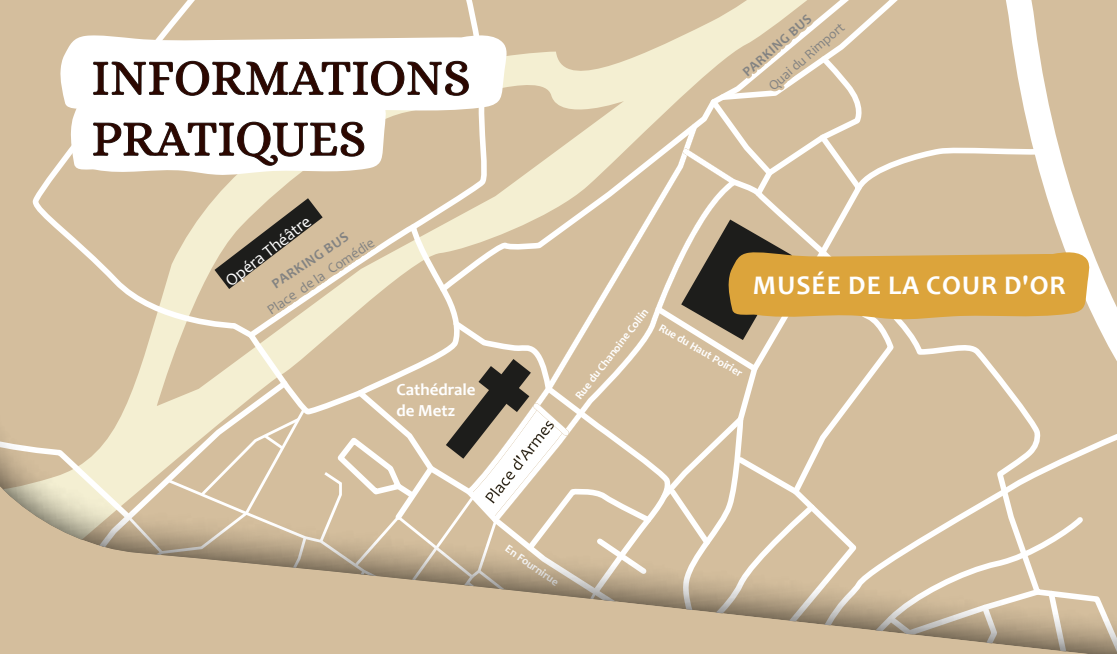 INFORMATIONS
PRATIQUES
PARKING BUS
Quai du Rimport
Opéra Théâtre
PARKING BUS
Place de la Comédie
MUSÉE DE LA COUR D'OR
Rue du Chanoine Collin
Rue du Haut Poirier
Cathédrale
de Metz
Place d'Armes
En Fournirue